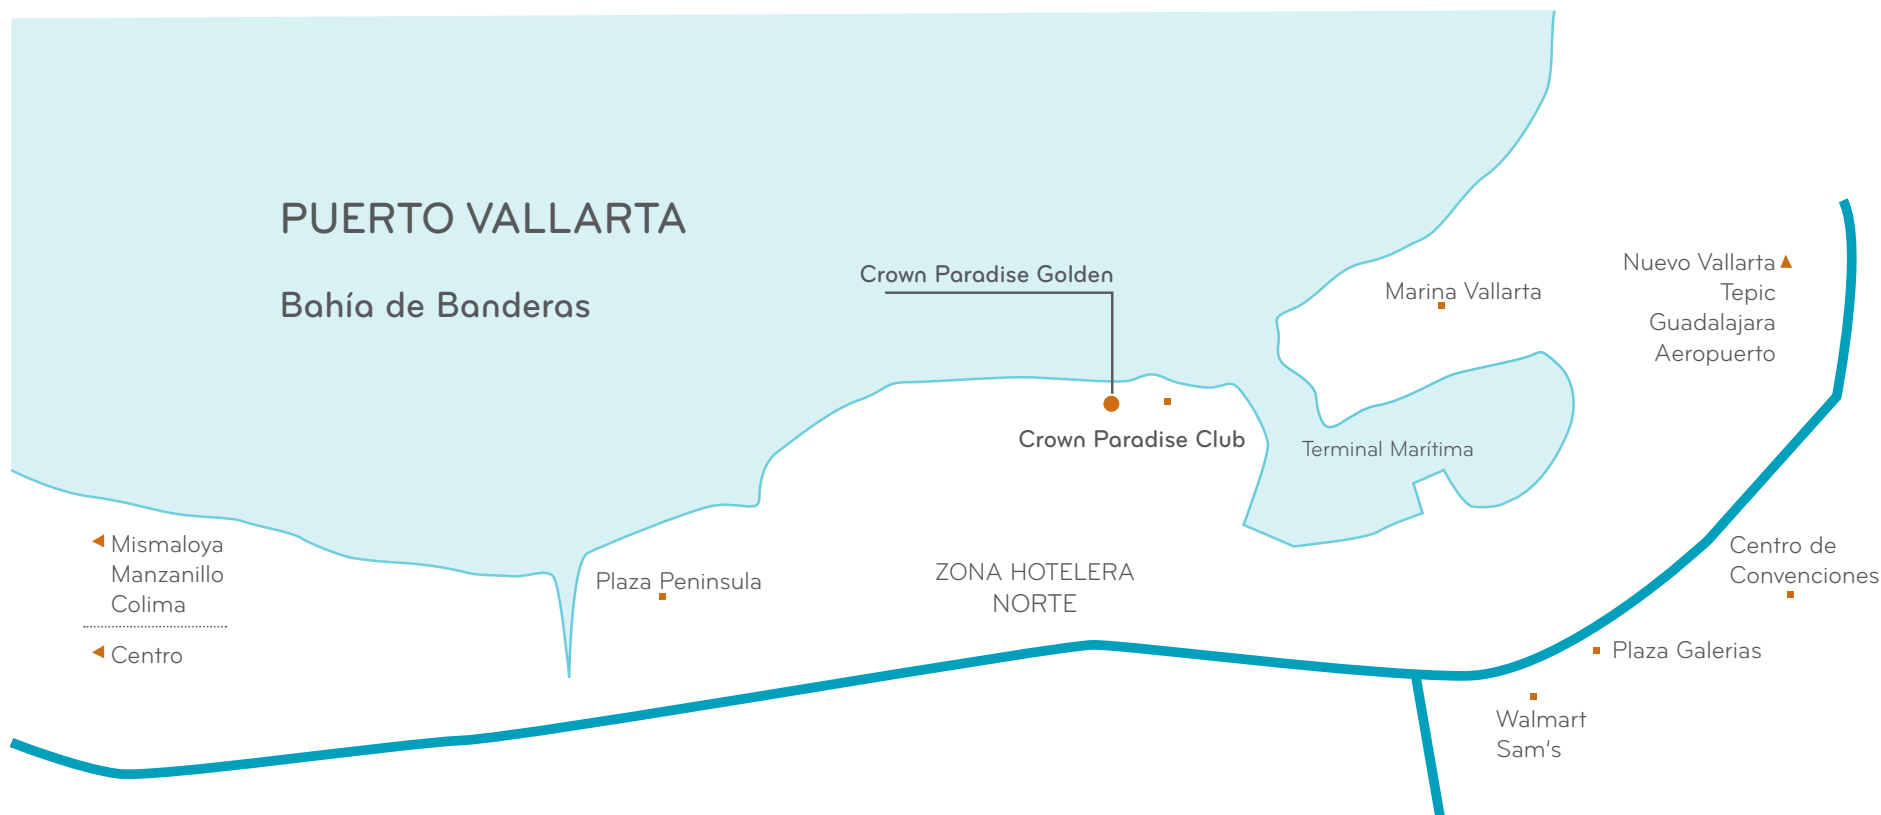 PUERTO VALLARTA
Bahía de Banderas
Crown Paradise Golden
Crown Paradise Club
Marina Vallarta
Terminal Marítima
Nuevo Vallarta
Tepic
Guadalajara
Aeropuerto
Mismaloya
Manzanillo
Colima
Centro
Plaza Peninsula
ZONA HOTELERA
NORTE
Centro de
Convenciones
Plaza Galerias
Walmart
Sam's